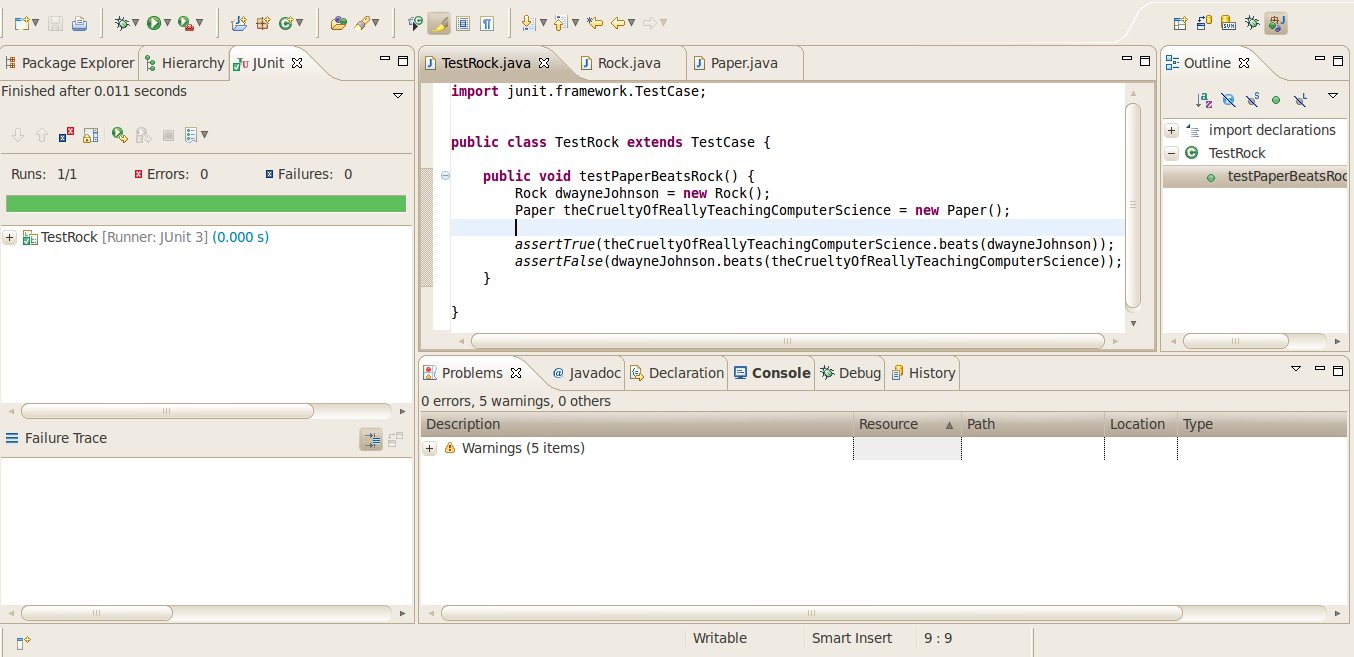 Package Explorer
Hierarchy
JUnit
Finished after 0.011 seconds
Runs: 1/1
Errors: 0
Failures: 0
TestRock [Runner: JUnit 3] (0.000 s)
Failure Trace
TestRock.java
Rock.java
Paper.java
import junit.framework.TestCase;
public class TestRock extends TestCase {
public void testPaperBeatsRock() {
Rock dwayneJohnson = new Rock();
Paper theCrueltyOfReallyTeachingComputerScience = new Paper();
assertTrue(theCrueltyOfReallyTeachingComputerScience.beats(dwayneJohnson));
assertFalse(dwayneJohnson.beats(theCrueltyOfReallyTeachingComputerScience));
}
}
Outline
import declarations
TestRock
testPaperBeatsRoc
Problems
Javadoc
Declaration
Console
Debug
History
0 errors, 5 warnings, 0 others
Description
Resource
Path
Location
Type
Warnings (5 items)
Writable
Smart Insert
9 : 9